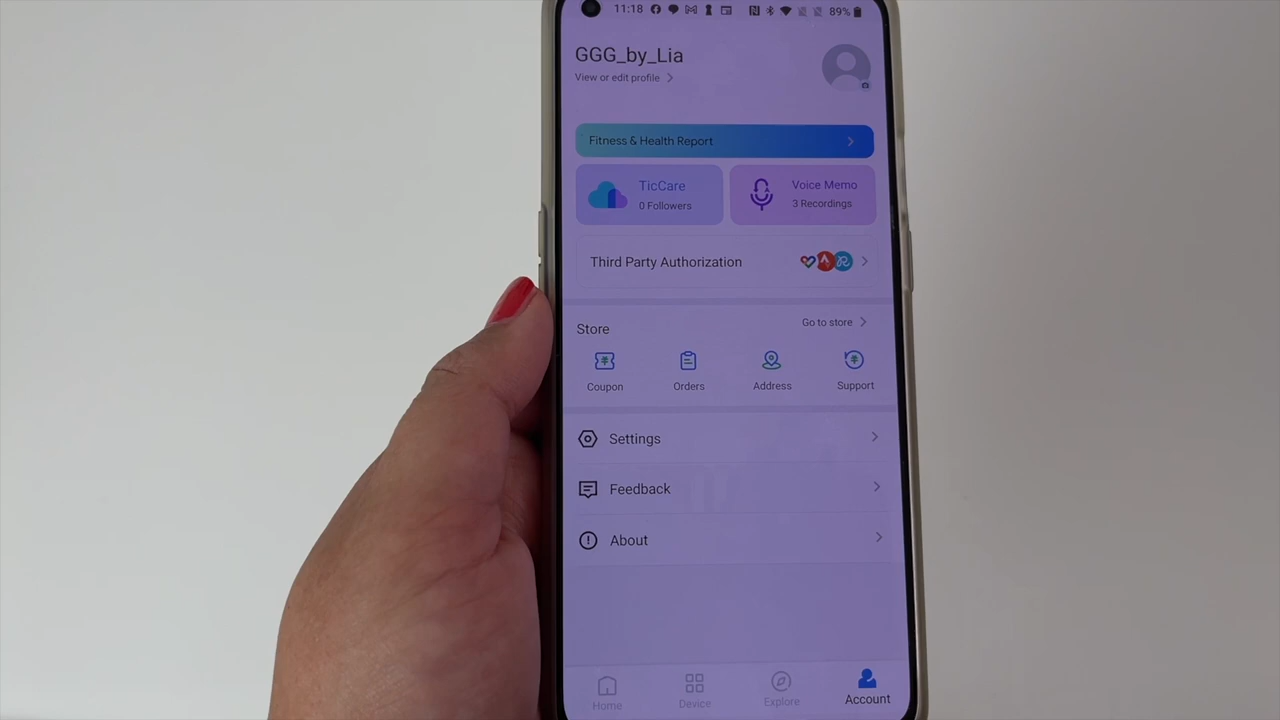 11:18
89%
GGG_by_Lia
View or edit profile
Fitness & Health Report
TicCare
0 Followers
Voice Memo
3 Recordings
Third Party Authorization
Store
Go to store
Coupon
Orders
Address
Support
Settings
Feedback
About
Home
Device
Explore
Account